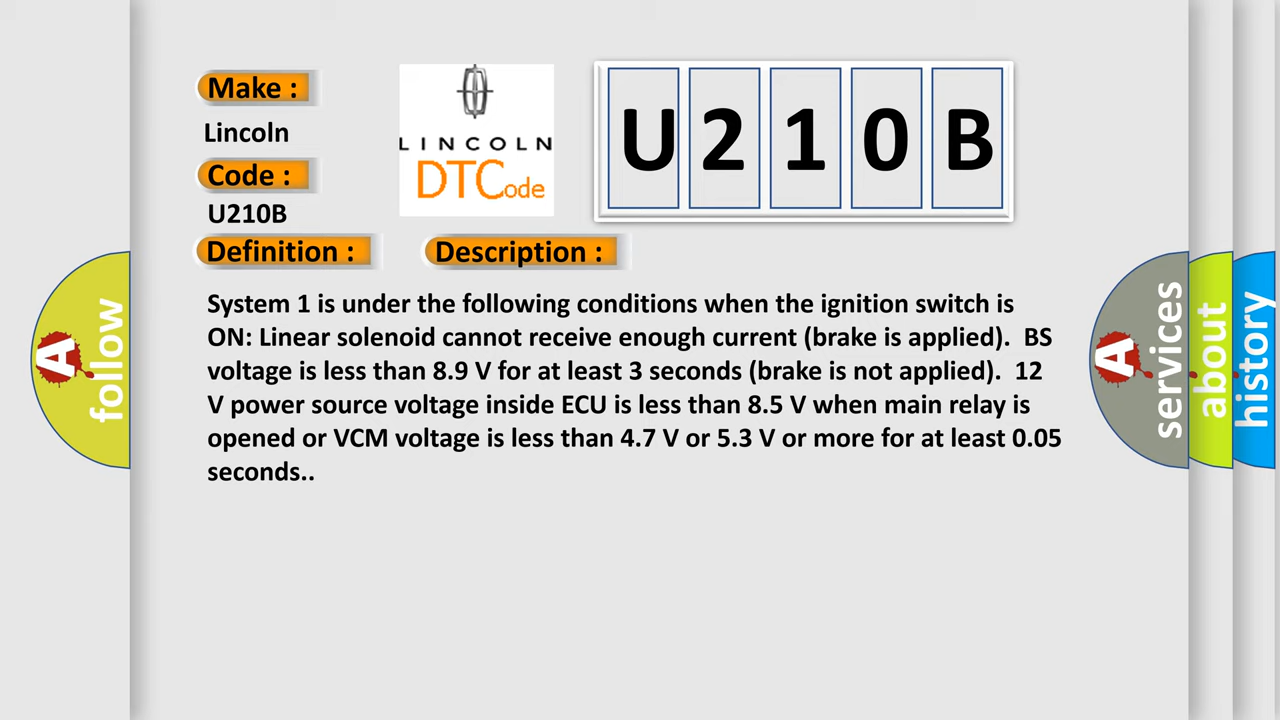 Make :
Lincoln
Code :
U210B
Definition :
Description :
LINCOLN
DTCode
U210B
System 1 is under the following conditions when the ignition switch is
ON: Linear solenoid cannot receive enough current (brake is applied).  BS
voltage is less than 8.9 V for at least 3 seconds (brake is not applied).  12
V power source voltage inside ECU is less than 8.5 V when main relay is
opened or VCM voltage is less than 4.7 V or 5.3 V or more for at least 0.05
seconds..
A follow
A services
about
history